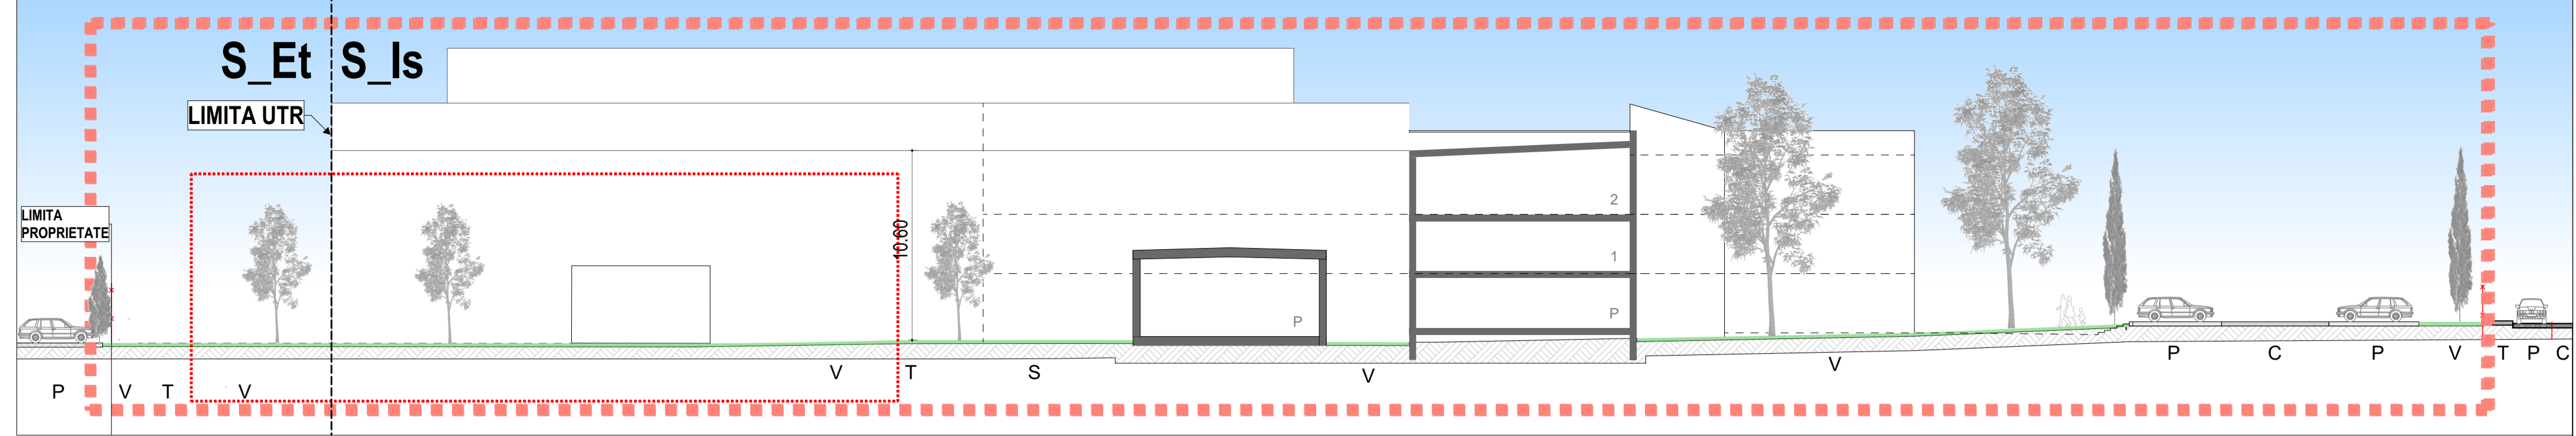 S_Et S_Is
LIMITA UTR
LIMITA
PROPRIETATE
10.60
2
1
P
P
P V T V V T S V V P C P V T P C